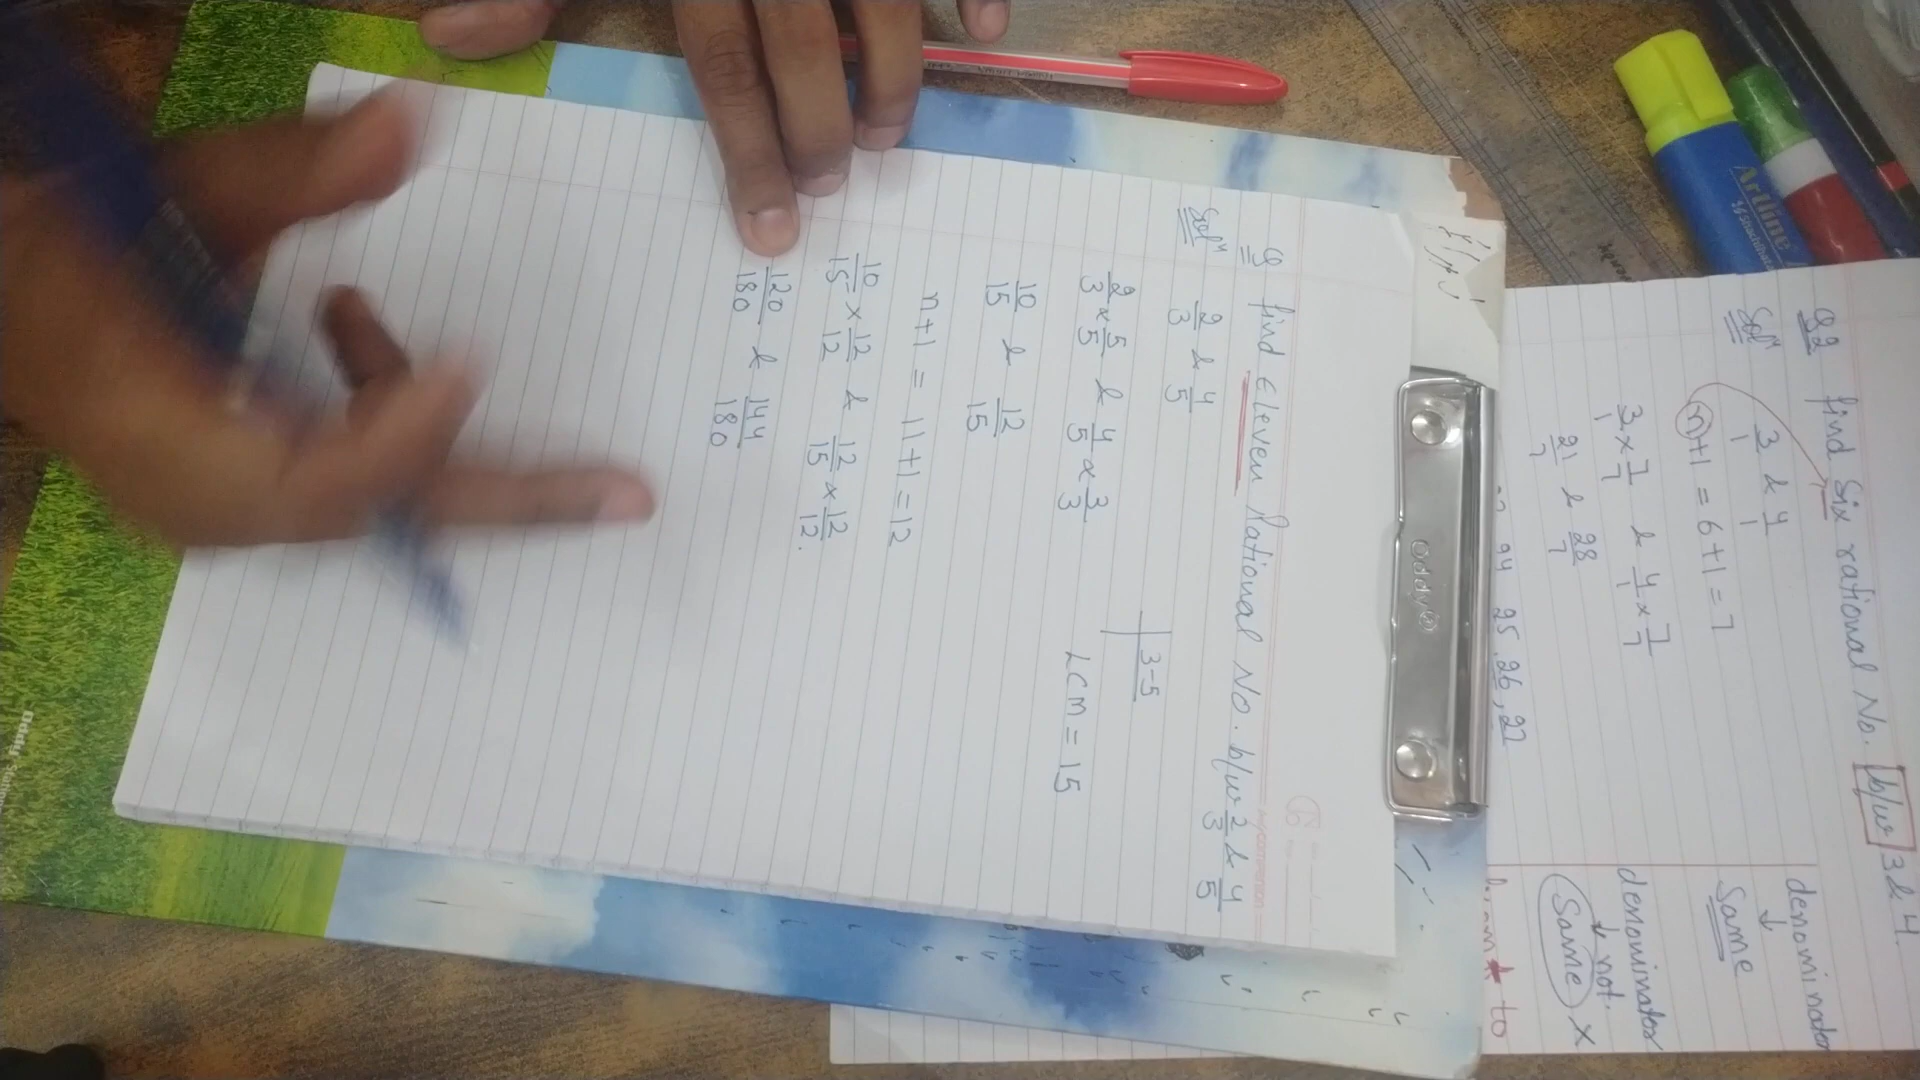 Q find Eleven Rational No. b/w 2/3 & 4/5
Solⁿ 2/3 & 4/5
3-5
2/3 × 5/5 & 4/5 × 3/3
LCM = 15
10/15 & 12/15
n+1 = 11+1 = 12
10/15 × 12/12 & 12/15 × 12/12.
120/180 & 144/180
Q2 find Six rational No. b/w 3 & 4.
Solⁿ 3/1 & 4/1
n+1 = 6+1 = 7
3/1 × 7/7 & 4/1 × 7/7
21/7 & 28/7
24 25, 26, 27
denominator
↓
Same
denominator
↓ not
Same ×
to
Oddy
Artline
Oddy